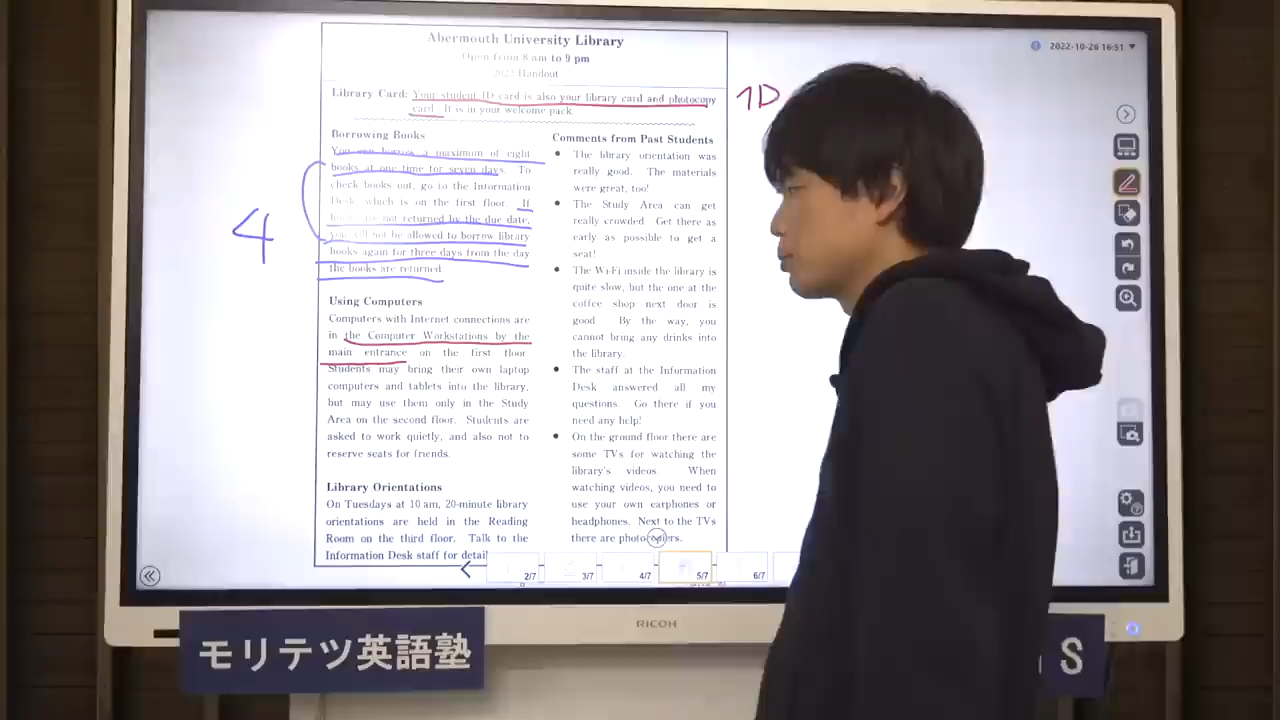 Abermouth University Library
Open from 8 am to 9 pm
2022 Handout
2022-10-26 16:51
Library Card: Your student ID card is also your library card and photocopy
card. It is in your welcome pack.
1D
Borrowing Books
You can borrow a maximum of eight
books at one time for seven days. To
check books out, go to the Information
Desk, which is on the first floor. If
books are not returned by the due date,
you will not be allowed to borrow library
books again for three days from the day
the books are returned.
4
Using Computers
Computers with Internet connections are
in the Computer Workstations by the
main entrance on the first floor.
Students may bring their own laptop
computers and tablets into the library,
but may use them only in the Study
Area on the second floor. Students are
asked to work quietly, and also not to
reserve seats for friends.
Library Orientations
On Tuesdays at 10 am, 20-minute library
orientations are held in the Reading
Room on the third floor. Talk to the
Information Desk staff for detai
Comments from Past Students
● The library orientation was
really good. The materials
were great, too!
● The Study Area can get
really crowded. Get there as
early as possible to get a
seat!
● The Wi-Fi inside the library is
quite slow, but the one at the
coffee shop next door is
good. By the way, you
cannot bring any drinks into
the library.
● The staff at the Information
Desk answered all my
questions. Go there if you
need any help!
● On the ground floor there are
some TVs for watching the
library's videos. When
watching videos, you need to
use your own earphones or
headphones. Next to the TVs
there are photocopiers.
2/7 3/7 4/7 5/7 6/7
RICOH
モリテツ英語塾
S